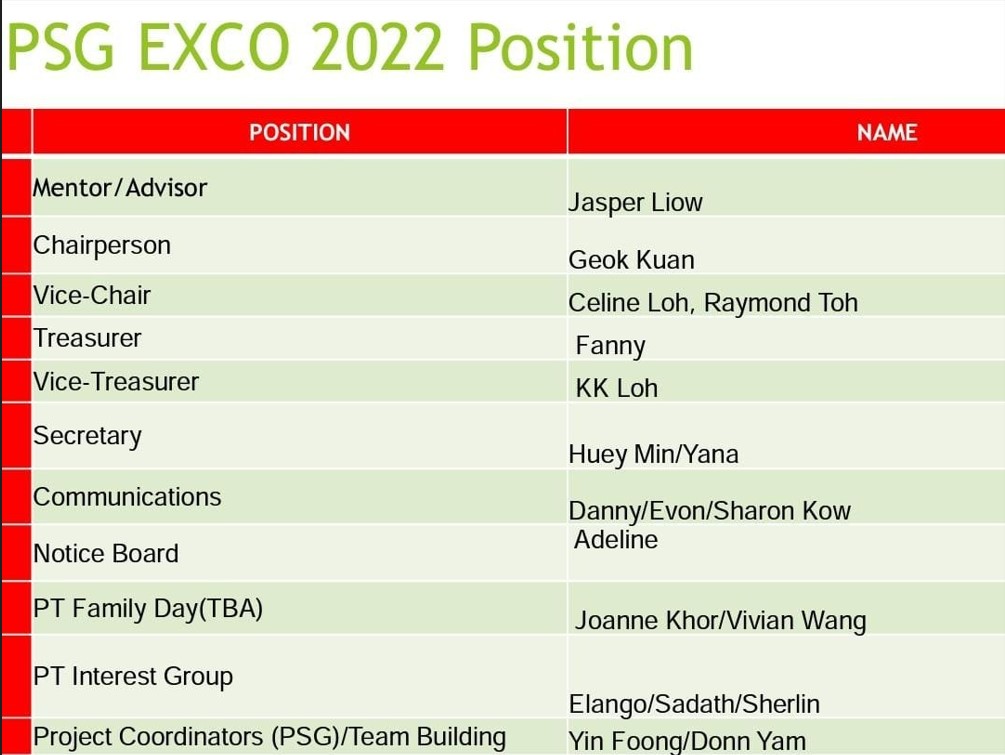 PSG EXCO 2022 Position
POSITION NAME
Mentor/Advisor Jasper Liow
Chairperson Geok Kuan
Vice-Chair Celine Loh, Raymond Toh
Treasurer Fanny
Vice-Treasurer KK Loh
Secretary Huey Min/Yana
Communications Danny/Evon/Sharon Kow
Notice Board Adeline
PT Family Day(TBA) Joanne Khor/Vivian Wang
PT Interest Group Elango/Sadath/Sherlin
Project Coordinators (PSG)/Team Building Yin Foong/Donn Yam